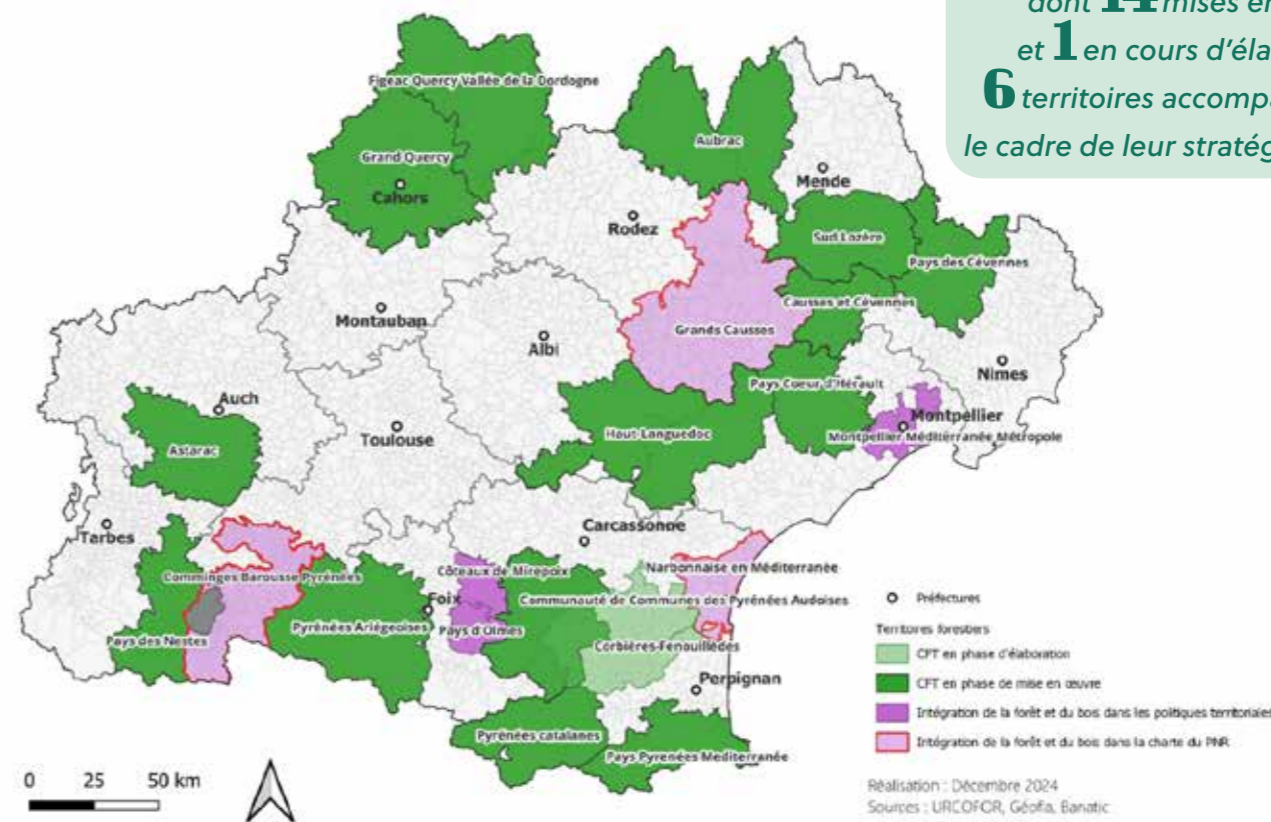 dont 14 mises en
et 1 en cours d'éla
6 territoires accompa
le cadre de leur stratég
Figeac Quercy Vallée de la Dordogne
Aubrac
Grand Quercy
Mende
Cahors
Rodez
Sud Lozère
Pays des Cévennes
Causses et Cévennes
Montauban
Grands Causses
Albi
Nîmes
Pays Coeur d'Hérault
Auch
Montpellier
Toulouse
Haut-Languedoc
Montpellier Méditerranée Métropole
Astarac
Tarbes
Carcassonne
Côteaux de Mirepoix
Narbonnaise en Méditerranée
Comminges Barousse Pyrénées
Foix
Communauté de Communes des Pyrénées Audoises
Pyrénées Ariégeoises
Pays d'Olmes
Pays des Nestes
Corbières-Fenouillèdes
Perpignan
Pyrénées catalanes
Pays Pyrenées Mediterranée
Préfectures
Territoires forestiers
CFT en phase d'élaboration
CFT en phase de mise en œuvre
Intégration de la forêt et du bois dans les politiques territoriales
Intégration de la forêt et du bois dans la charte du PNR
0 25 50 km
Réalisation : Décembre 2024
Sources : URCOFOR, Géofla, Banatic